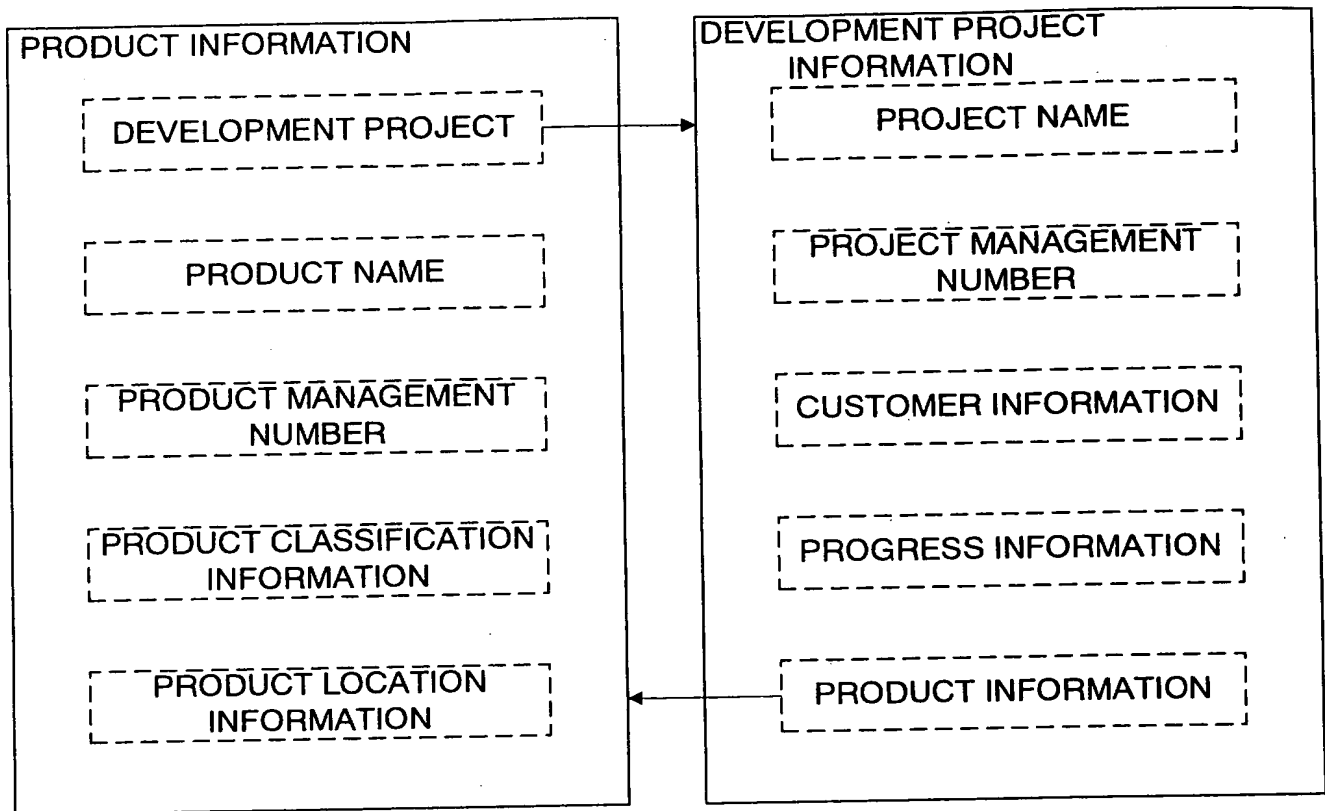 PRODUCT INFORMATION
DEVELOPMENT PROJECT
PRODUCT NAME
PRODUCT MANAGEMENT
NUMBER
PRODUCT CLASSIFICATION
INFORMATION
PRODUCT LOCATION
INFORMATION
DEVELOPMENT PROJECT
INFORMATION
PROJECT NAME
PROJECT MANAGEMENT
NUMBER
CUSTOMER INFORMATION
PROGRESS INFORMATION
PRODUCT INFORMATION